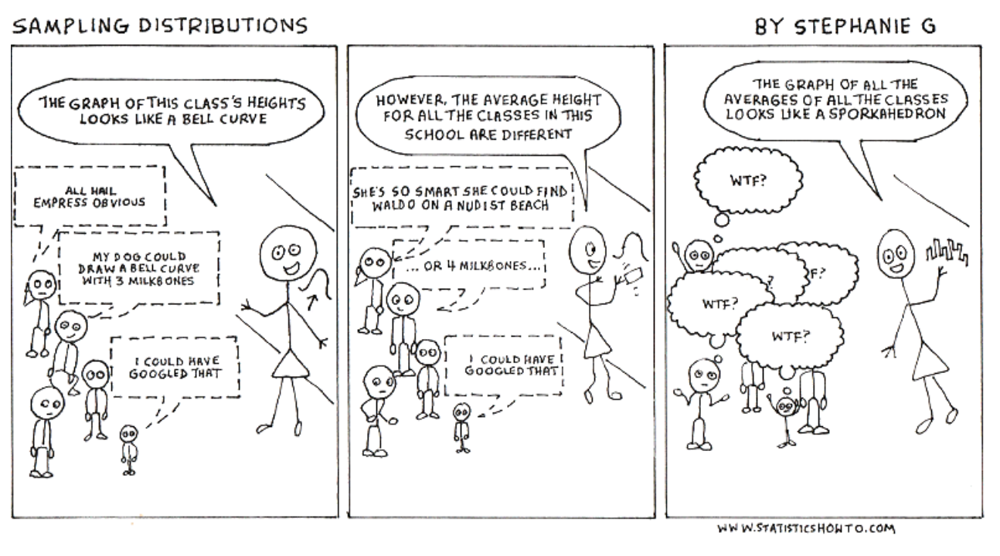 SAMPLING DISTRIBUTIONS
BY STEPHANIE G
THE GRAPH OF THIS CLASS'S HEIGHTS
LOOKS LIKE A BELL CURVE
ALL HAIL
EMPRESS OBVIOUS
MY DOG COULD
DRAW A BELL CURVE
WITH 3 MILKBONES
I COULD HAVE
GOOGLED THAT
HOWEVER, THE AVERAGE HEIGHT
FOR ALL THE CLASSES IN THIS
SCHOOL ARE DIFFERENT
SHE'S SO SMART SHE COULD FIND
WALDO ON A NUDIST BEACH
... OR 4 MILKBONES...
I COULD HAVE
GOOGLED THAT
THE GRAPH OF ALL THE
AVERAGES OF ALL THE CLASSES
LOOKS LIKE A SPORKAHEDRON
WTF?
?
F?
WTF?
WTF?
WWW.STATISTICSHOWTO.COM